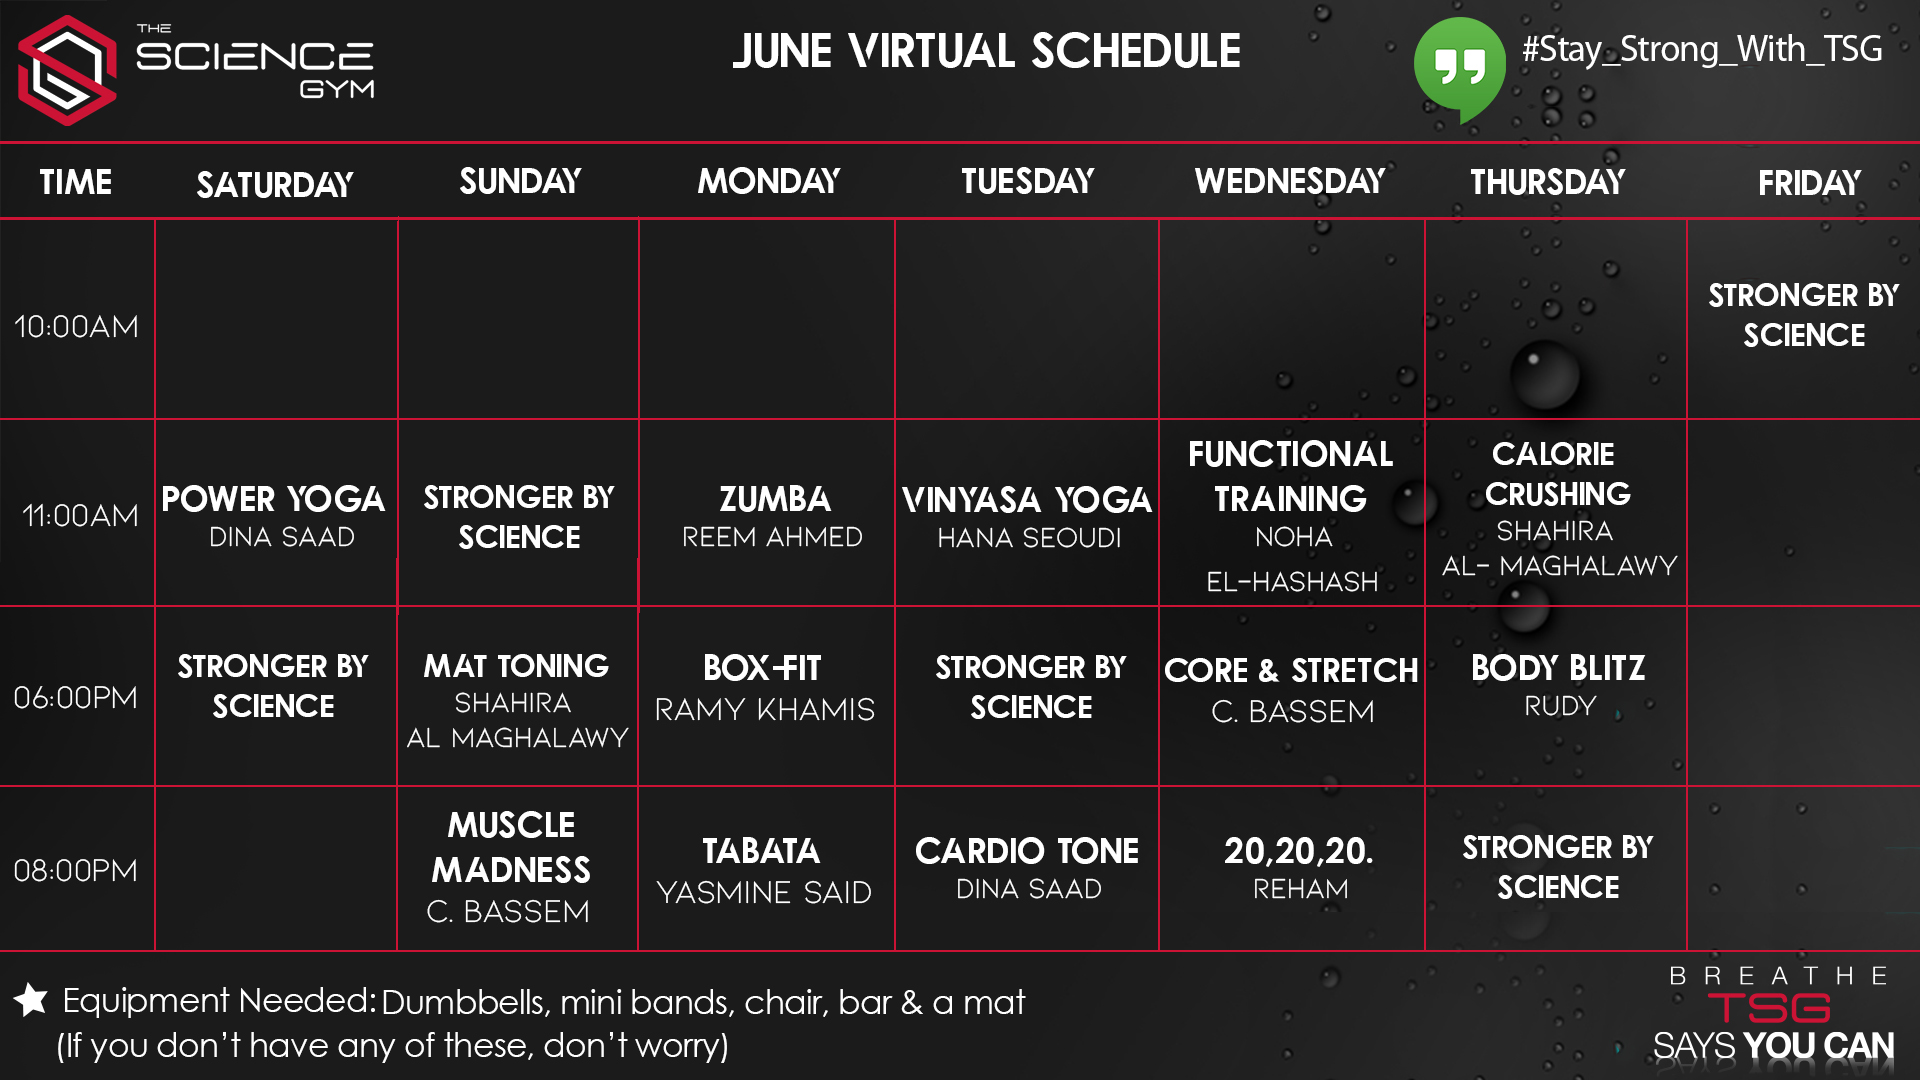 THE
SCIENCE
GYM
JUNE VIRTUAL SCHEDULE
#Stay_Strong_With_TSG
TIME SATURDAY SUNDAY MONDAY TUESDAY WEDNESDAY THURSDAY FRIDAY
10:00AM
STRONGER BY
SCIENCE
11:00AM
POWER YOGA
DINA SAAD
STRONGER BY
SCIENCE
ZUMBA
REEM AHMED
VINYASA YOGA
HANA SEOUDI
FUNCTIONAL
TRAINING
NOHA
EL-HASHASH
CALORIE
CRUSHING
SHAHIRA
AL- MAGHALAWY
06:00PM
STRONGER BY
SCIENCE
MAT TONING
SHAHIRA
AL MAGHALAWY
BOX-FIT
RAMY KHAMIS
STRONGER BY
SCIENCE
CORE & STRETCH
C. BASSEM
BODY BLITZ
RUDY
08:00PM
MUSCLE
MADNESS
C. BASSEM
TABATA
YASMINE SAID
CARDIO TONE
DINA SAAD
20,20,20.
REHAM
STRONGER BY
SCIENCE
Equipment Needed: Dumbbells, mini bands, chair, bar & a mat
(If you don't have any of these, don't worry)
BREATHE
TSG
SAYS YOU CAN